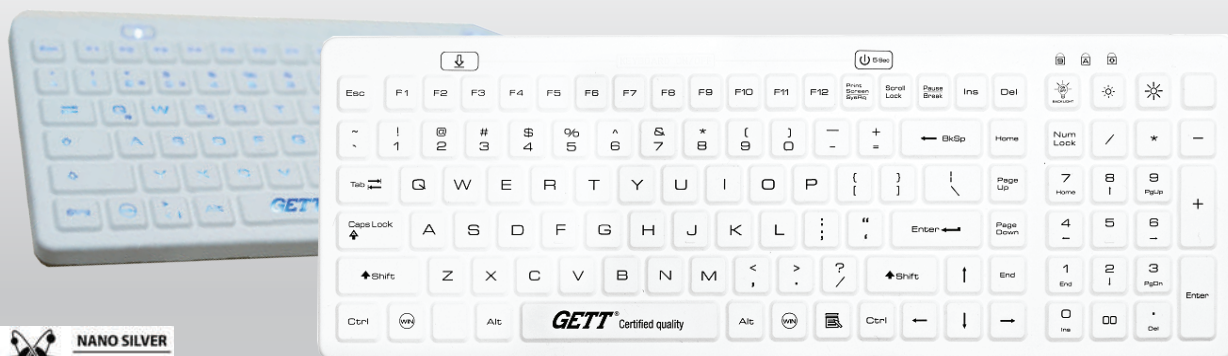 5 Sec
Esc F1 F2 F3 F4 F5 F6 F7 F8 F9 F10 F11 F12 Print Screen SysRq Scroll Lock Pause Break Ins Del BACKLIGHT
~ ! @ # $ % ^ & * ( ) — +
` 1 2 3 4 5 6 7 8 9 0 - = ← BkSp Home Num Lock / * −
Tab Q W E R T Y U I O P { [ } ] ¦ \ Page Up 7 Home 8 ↑ 9 PgUp +
Caps Lock A S D F G H J K L : ; “ ‘ Enter Page Down 4 ← 5 6 →
Shift Z X C V B N M < , > . ? / Shift ↑ End 1 End 2 ↓ 3 PgDn Enter
Ctrl WIN Alt GETT® Certified quality Alt WIN Ctrl ← ↓ → 0 Ins 00 . Del
GETT
NANO SILVER